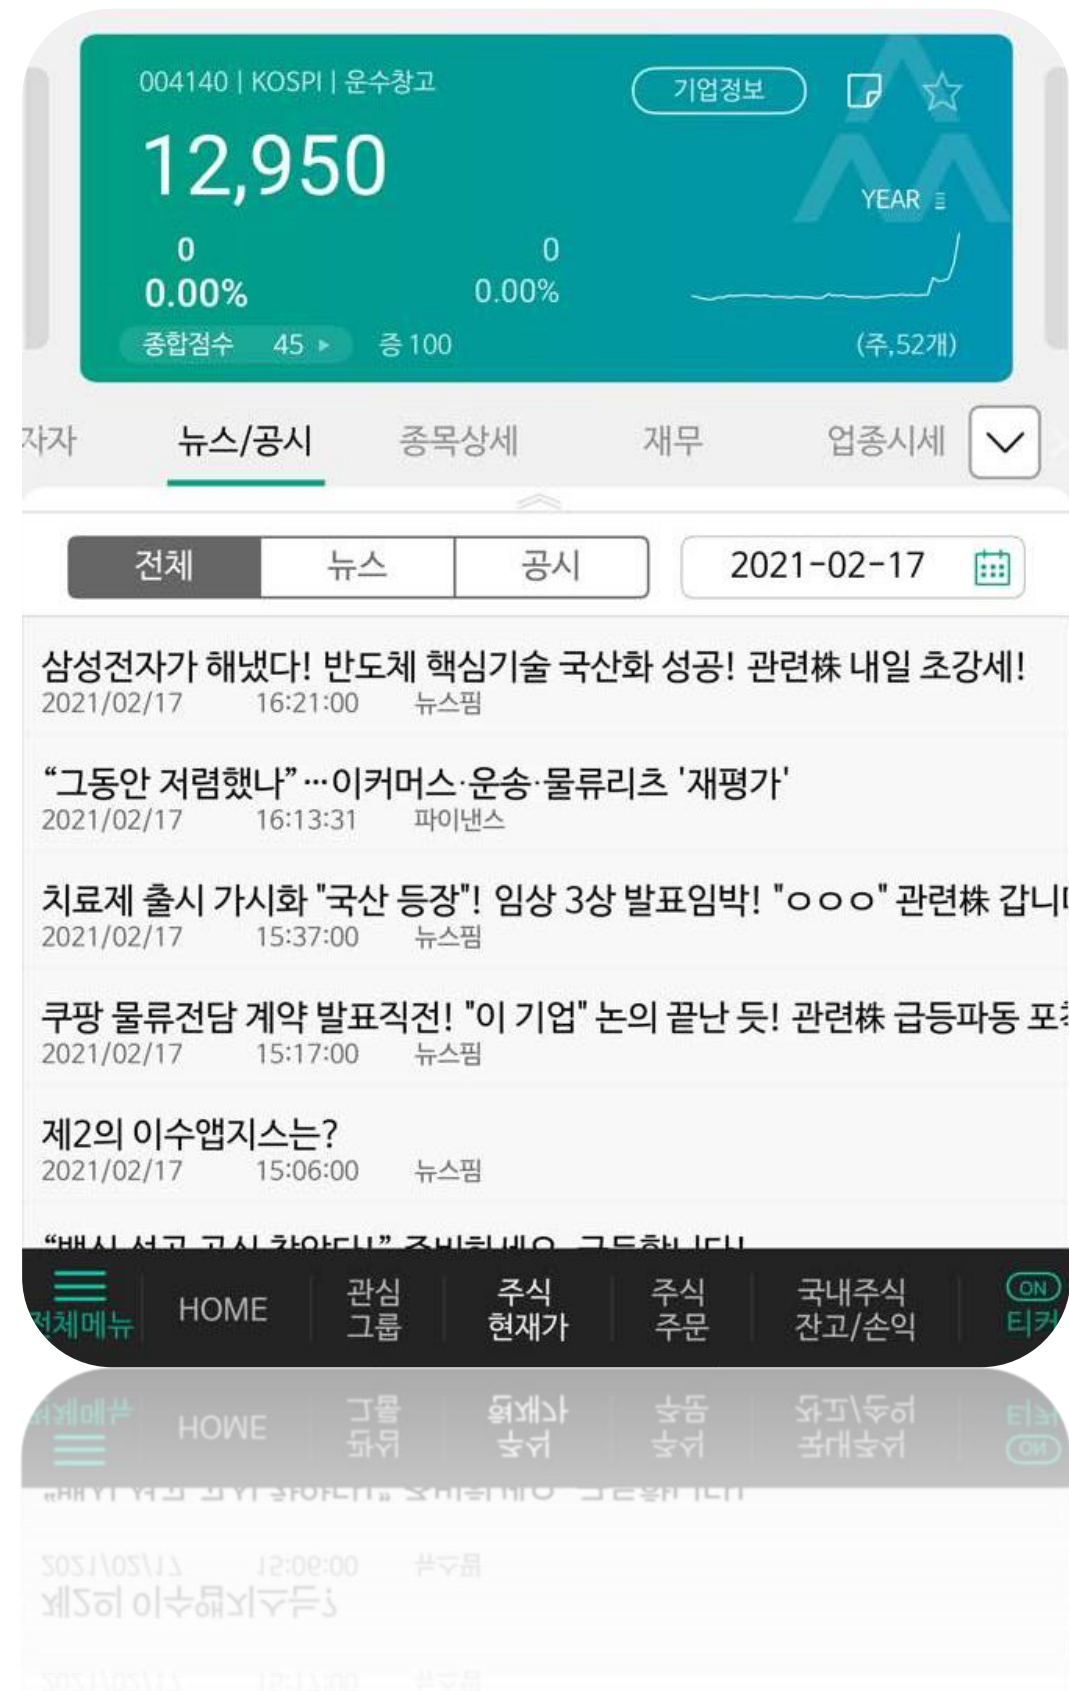 004140 | KOSPI | 운수창고
기업정보
12,950
YEAR
0 0
0.00% 0.00%
종합점수 45 증 100 (주,52개)
자자 뉴스/공시 종목상세 재무 업종시세
전체 뉴스 공시 2021-02-17
삼성전자가 해냈다! 반도체 핵심기술 국산화 성공! 관련株 내일 초강세!
2021/02/17 16:21:00 뉴스핌
“그동안 저렴했나”…이커머스·운송·물류리츠 '재평가'
2021/02/17 16:13:31 파이낸스
치료제 출시 가시화 "국산 등장"! 임상 3상 발표임박! "ㅇㅇㅇ" 관련株 갑니
2021/02/17 15:37:00 뉴스핌
쿠팡 물류전담 계약 발표직전! "이 기업" 논의 끝난 듯! 관련株 급등파동 포
2021/02/17 15:17:00 뉴스핌
제2의 이수앱지스는?
2021/02/17 15:06:00 뉴스핌
전체메뉴 HOME 관심 그룹 주식 현재가 주식 주문 국내주식 잔고/손익 ON 티커